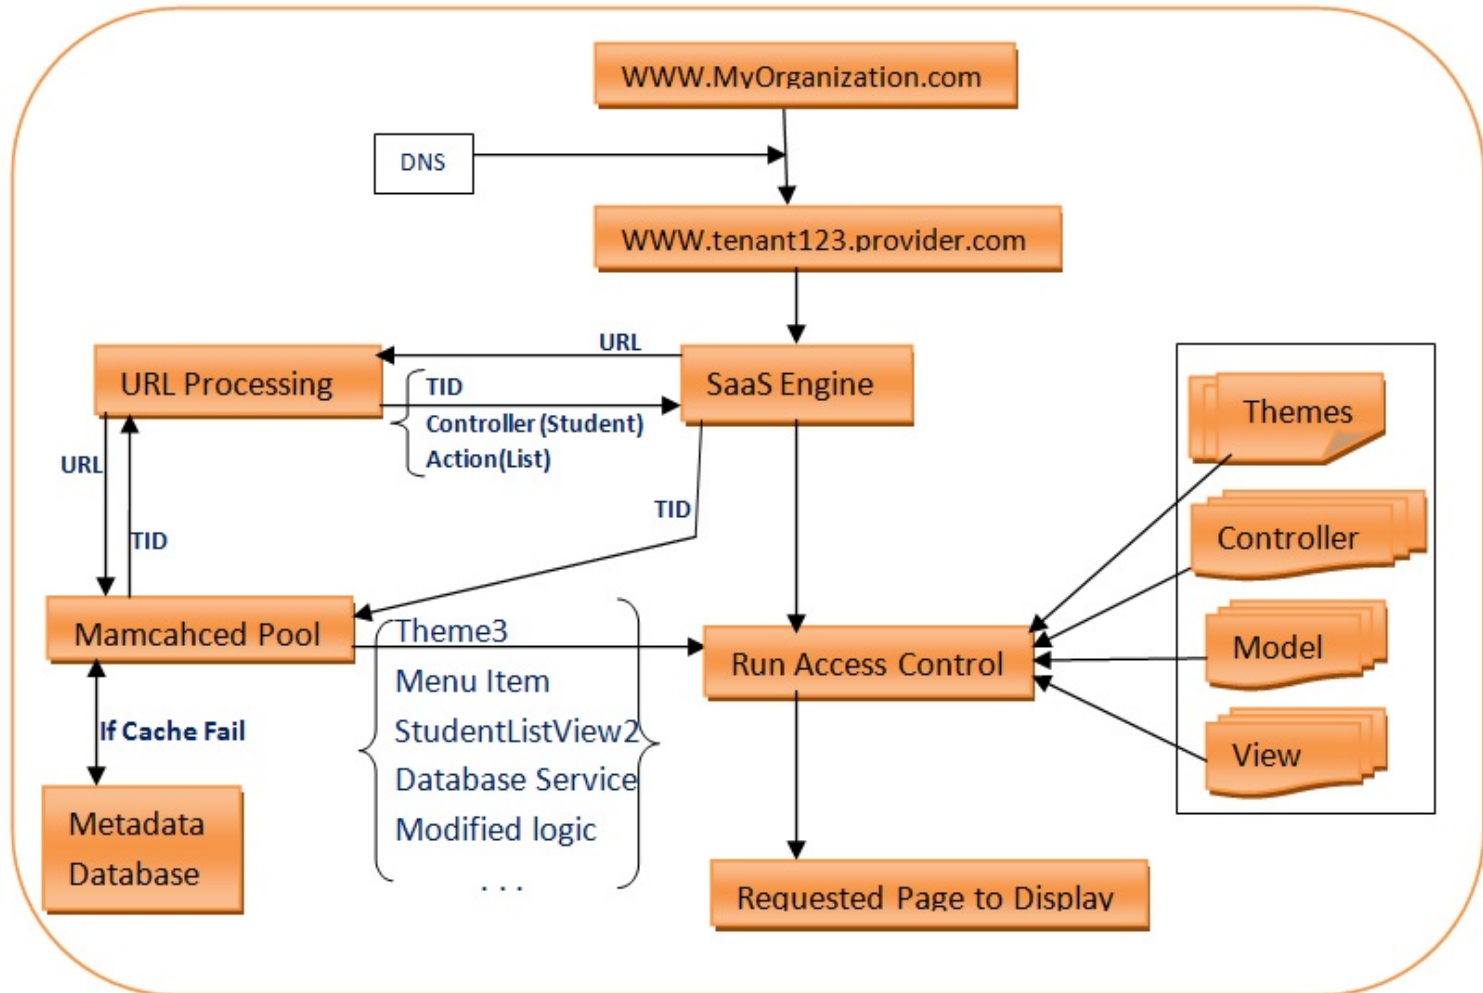 WWW.MyOrganization.com
DNS
WWW.tenant123.provider.com
URL
URL Processing
TID
Controller(Student)
Action(List)
SaaS Engine
Themes
URL
TID
TID
Controller
Mamcahced Pool
Theme3
Menu Item
StudentListView2
Database Service
Modified logic
. . .
Run Access Control
Model
View
If Cache Fail
Metadata
Database
Requested Page to Display